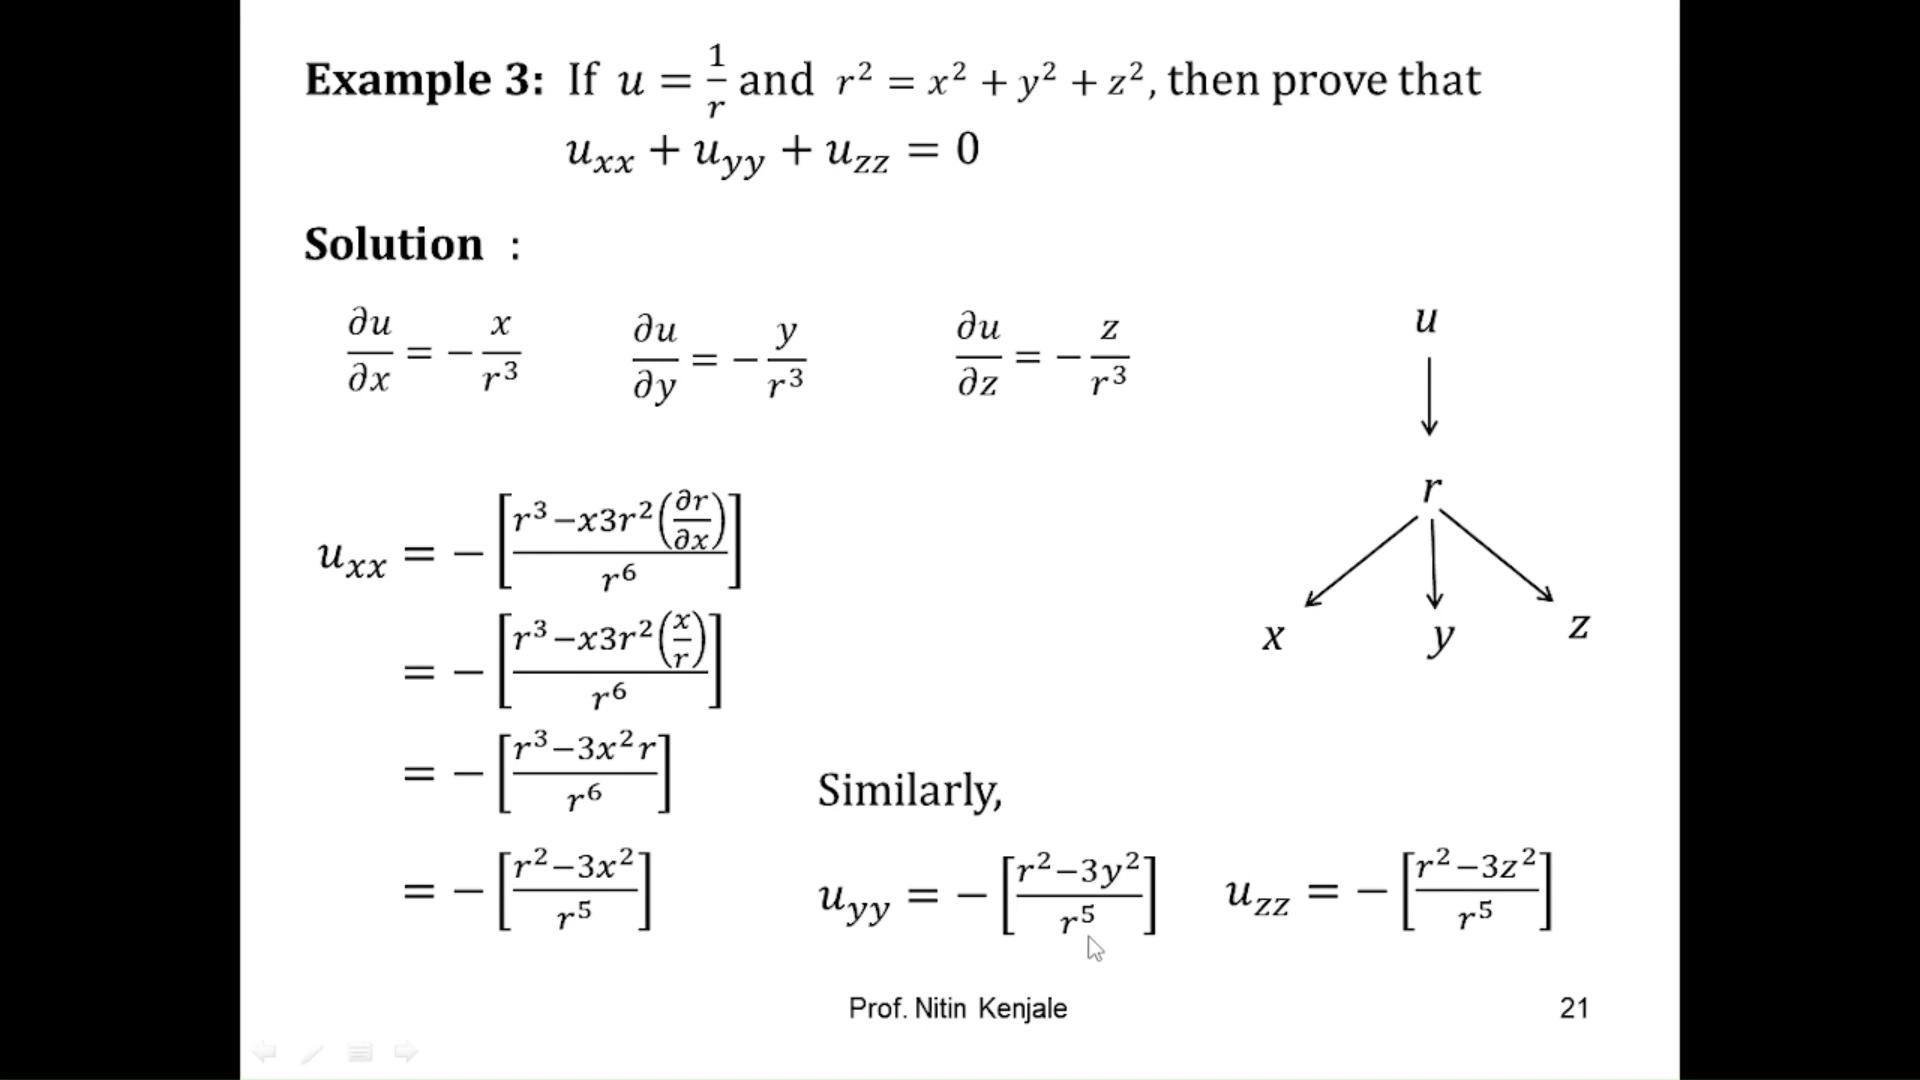 Example 3: If u = 1/r and r² = x² + y² + z², then prove that
u_xx + u_yy + u_zz = 0
Solution :
∂u/∂x = − x/r³ ∂u/∂y = − y/r³ ∂u/∂z = − z/r³
u
r
x y z
u_xx = − [(r³ − x3r² (∂r/∂x))/r⁶]
= − [(r³ − x3r² (x/r))/r⁶]
= − [(r³ − 3x²r)/r⁶]
= − [(r² − 3x²)/r⁵]
Similarly,
u_yy = − [(r² − 3y²)/r⁵] u_zz = − [(r² − 3z²)/r⁵]
Prof. Nitin Kenjale 21